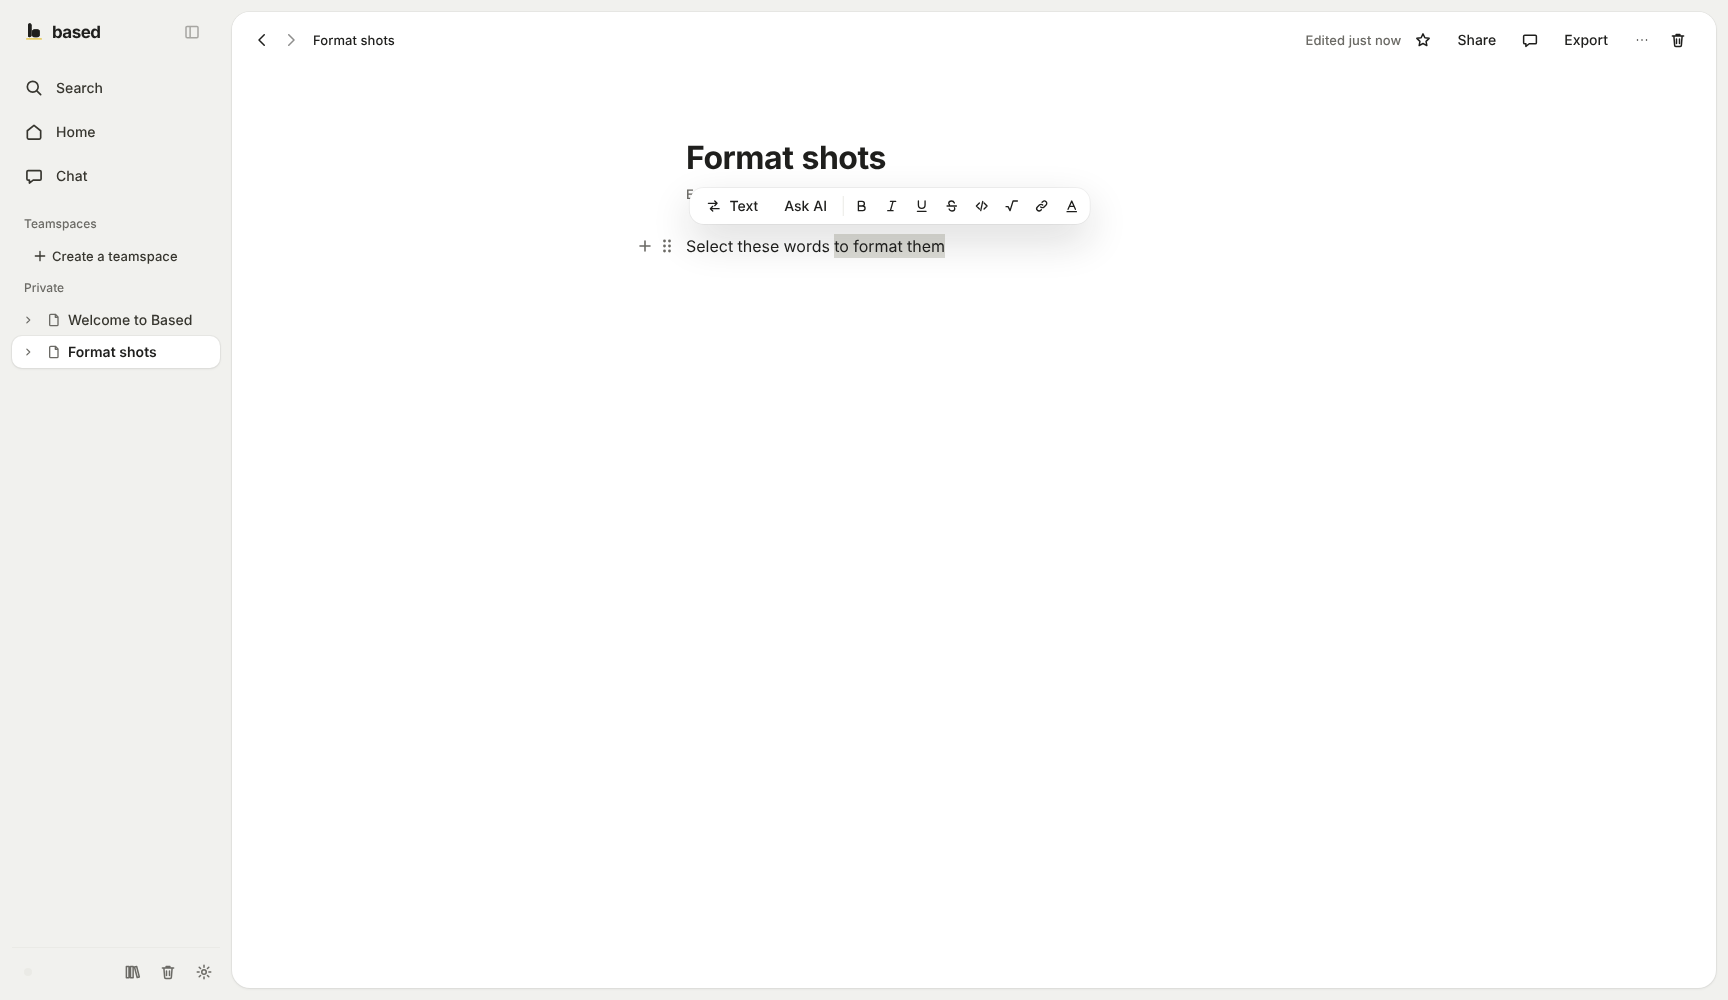 based
Search
Home
Chat
Teamspaces
Create a teamspace
Private
Welcome to Based
Format shots
Format shots
Edited just now
Share
Export
Format shots
Text
Ask AI
Select these words to format them